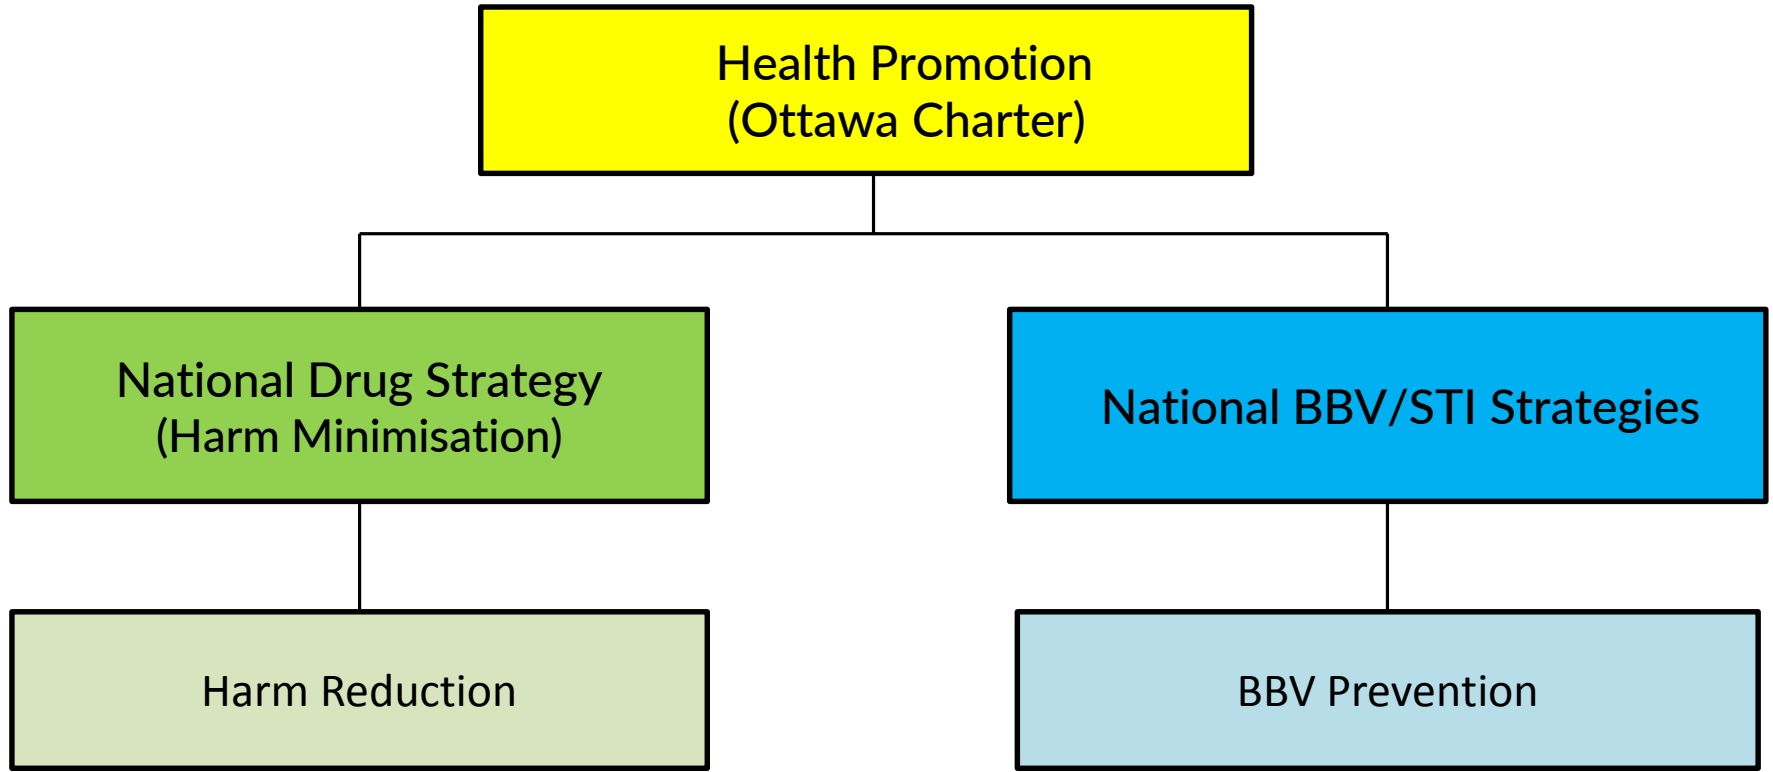 Health Promotion
(Ottawa Charter)
National Drug Strategy
(Harm Minimisation)
National BBV/STI Strategies
Harm Reduction
BBV Prevention